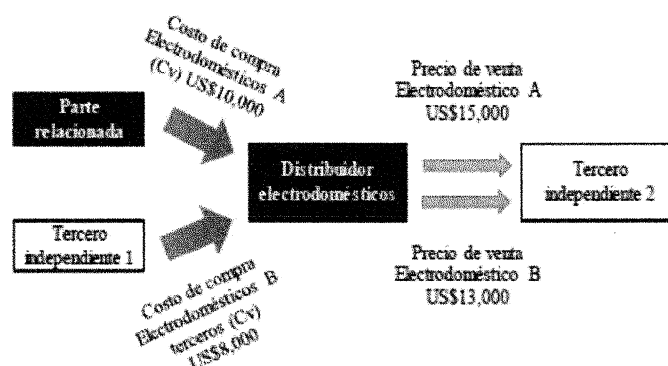 Costo de compra
Electrodomésticos A
(Cv) US$10,000
Precio de venta
Electrodoméstico A
US$15,000
Parte
relacionada
Distribuidor
electrodomésticos
Tercero
independiente 2
Tercero
independiente 1
Costo de compra
Electrodomésticos B
terceros (Cv)
US$8,000
Precio de venta
Electrodoméstico B
US$13,000